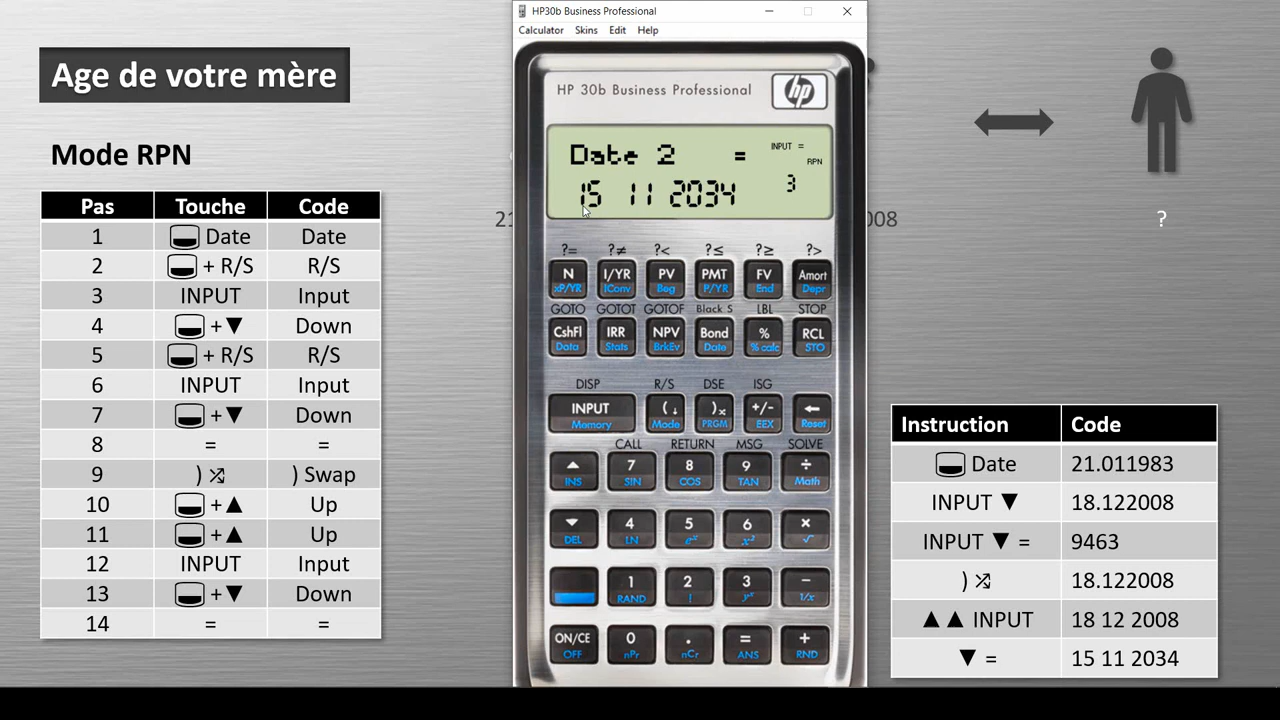 HP30b Business Professional
Calculator Skins Edit Help
Age de votre mère
Mode RPN
Pas Touche Code
1 Date Date
2 + R/S R/S
3 INPUT Input
4 +▼ Down
5 + R/S R/S
6 INPUT Input
7 +▼ Down
8 = =
9 )⤭ ) Swap
10 +▲ Up
11 +▲ Up
12 INPUT Input
13 +▼ Down
14 = =
HP 30b Business Professional
hp
Date 2 =
INPUT =
RPN
15 11 2034
3
21
008
?
?= ?≠ ?< ?≤ ?≥ ?>
N I/YR PV PMT FV Amort
xP/YR IConv Beg P/YR End Depr
GOTO GOTOT GOTOF Black S LBL STOP
CshFl IRR NPV Bond % RCL
Data Stats BrkEv Date %calc STO
DISP R/S DSE ISG
INPUT (↓ )x +/- ←
Memory Mode PRGM EEX Reset
CALL RETURN MSG SOLVE
▲ 7 8 9 ÷
INS SIN COS TAN Math
▼ 4 5 6 ×
DEL LN eˣ x² √
1 2 3 −
RAND ! yˣ 1/x
ON/CE 0 . = +
OFF nPr nCr ANS RND
Instruction Code
Date 21.011983
INPUT ▼ 18.122008
INPUT ▼ = 9463
)⤭ 18.122008
▲▲ INPUT 18 12 2008
▼ = 15 11 2034